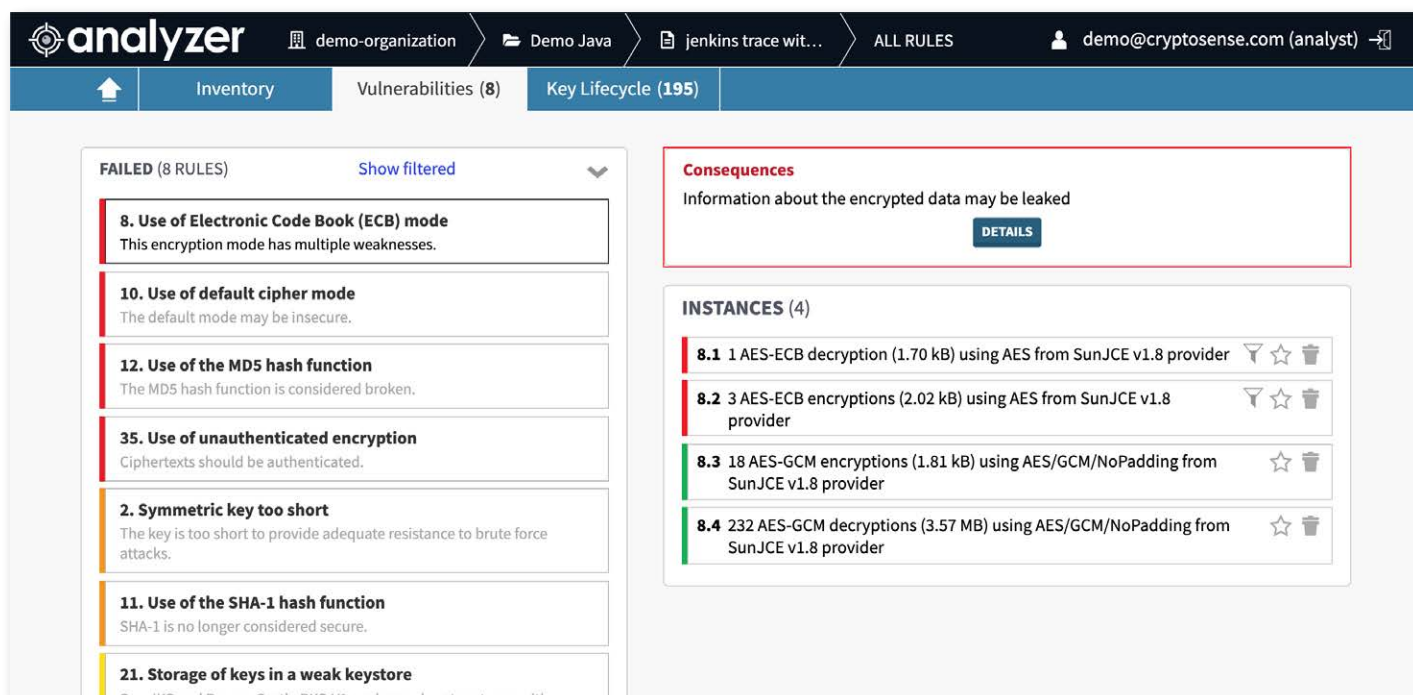 analyzer
demo-organization
Demo Java
jenkins trace wit...
ALL RULES
demo@cryptosense.com (analyst)
Inventory
Vulnerabilities (8)
Key Lifecycle (195)
FAILED (8 RULES)
Show filtered
8. Use of Electronic Code Book (ECB) mode
This encryption mode has multiple weaknesses.
10. Use of default cipher mode
The default mode may be insecure.
12. Use of the MD5 hash function
The MD5 hash function is considered broken.
35. Use of unauthenticated encryption
Ciphertexts should be authenticated.
2. Symmetric key too short
The key is too short to provide adequate resistance to brute force
attacks.
11. Use of the SHA-1 hash function
SHA-1 is no longer considered secure.
21. Storage of keys in a weak keystore
Consequences
Information about the encrypted data may be leaked
DETAILS
INSTANCES (4)
8.1 1 AES-ECB decryption (1.70 kB) using AES from SunJCE v1.8 provider
8.2 3 AES-ECB encryptions (2.02 kB) using AES from SunJCE v1.8
provider
8.3 18 AES-GCM encryptions (1.81 kB) using AES/GCM/NoPadding from
SunJCE v1.8 provider
8.4 232 AES-GCM decryptions (3.57 MB) using AES/GCM/NoPadding from
SunJCE v1.8 provider